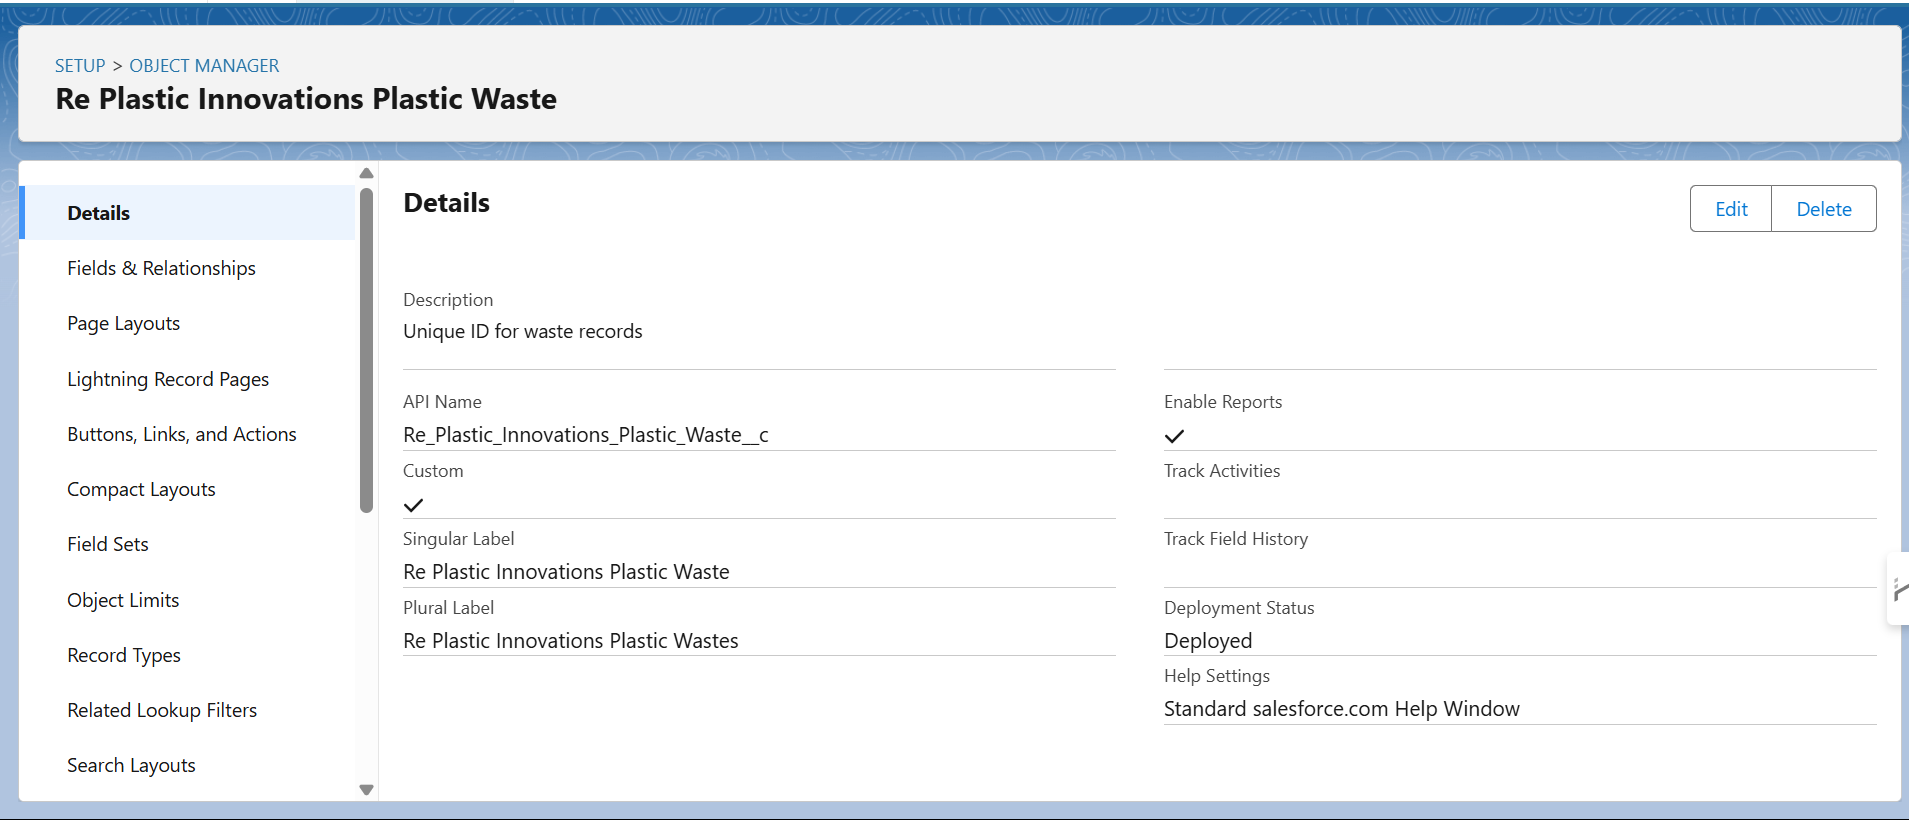 SETUP > OBJECT MANAGER
Re Plastic Innovations Plastic Waste
Details
Fields & Relationships
Page Layouts
Lightning Record Pages
Buttons, Links, and Actions
Compact Layouts
Field Sets
Object Limits
Record Types
Related Lookup Filters
Search Layouts
Details
Edit
Delete
Description
Unique ID for waste records
API Name
Re_Plastic_Innovations_Plastic_Waste__c
Custom
Singular Label
Re Plastic Innovations Plastic Waste
Plural Label
Re Plastic Innovations Plastic Wastes
Enable Reports
Track Activities
Track Field History
Deployment Status
Deployed
Help Settings
Standard salesforce.com Help Window